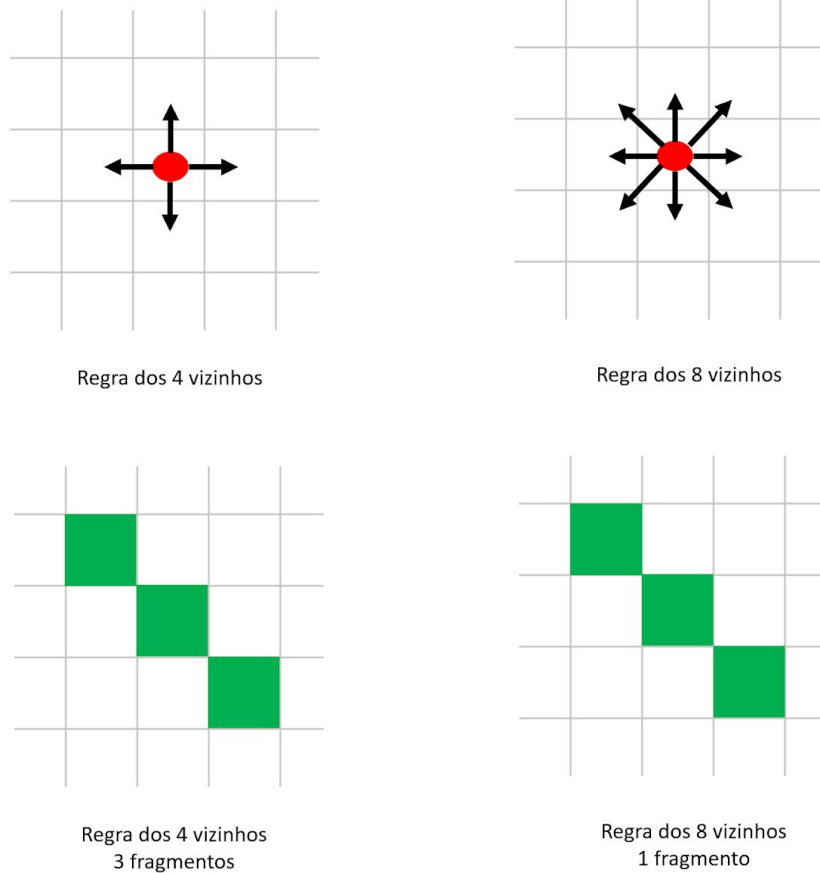 Regra dos 4 vizinhos
Regra dos 8 vizinhos
Regra dos 4 vizinhos
3 fragmentos
Regra dos 8 vizinhos
1 fragmento